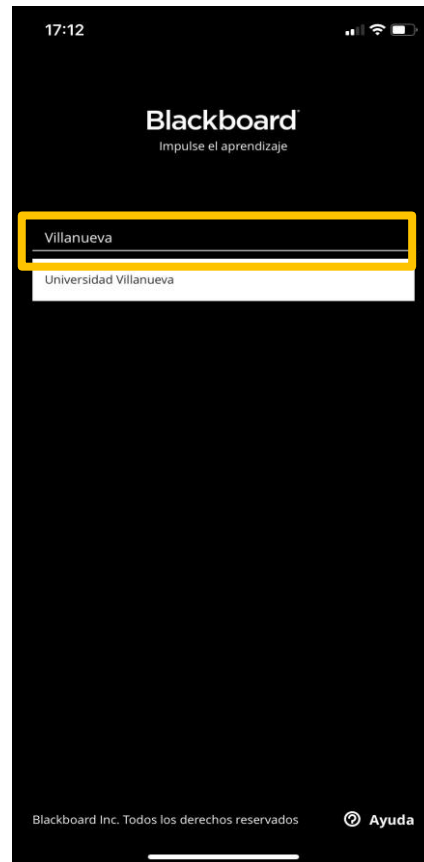 17:12
Blackboard
Impulse el aprendizaje
Villanueva
Universidad Villanueva
Blackboard Inc. Todos los derechos reservados
Ayuda